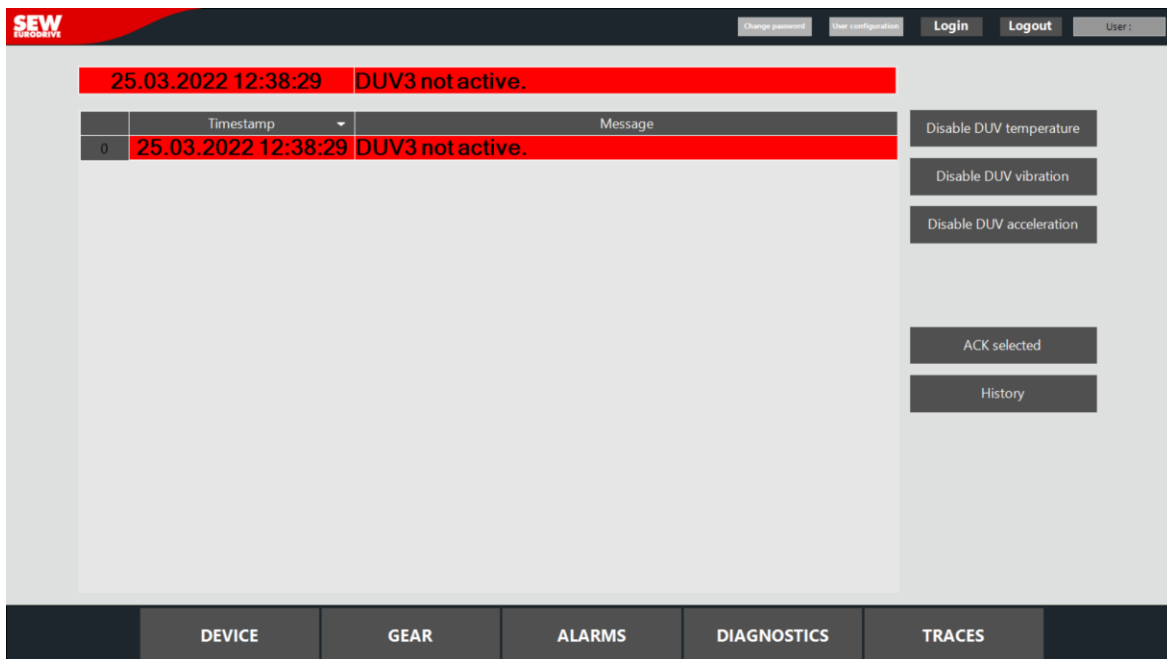 SEW
EURODRIVE
Change password User configuration Login Logout User :
25.03.2022 12:38:29 DUV3 not active.
Timestamp Message
0 25.03.2022 12:38:29 DUV3 not active.
Disable DUV temperature
Disable DUV vibration
Disable DUV acceleration
ACK selected
History
DEVICE GEAR ALARMS DIAGNOSTICS TRACES